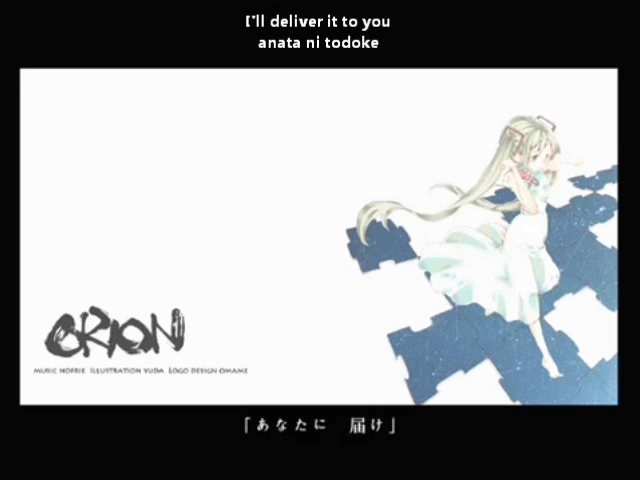 I'll deliver it to you
anata ni todoke
ORION
MUSIC NOERIE ILLUSTRATION YUDA LOGO DESIGN OMAME
「あなたに 届け」